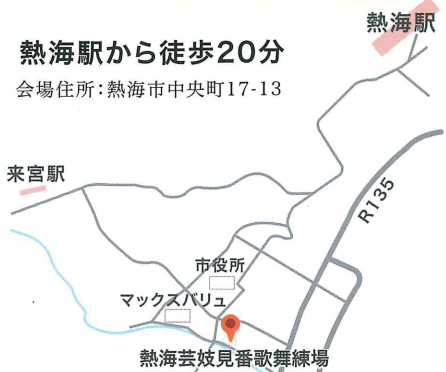 熱海駅
熱海駅から徒歩20分
会場住所:熱海市中央町17-13
来宮駅
R135
市役所
マックスバリュ
熱海芸妓見番歌舞練場